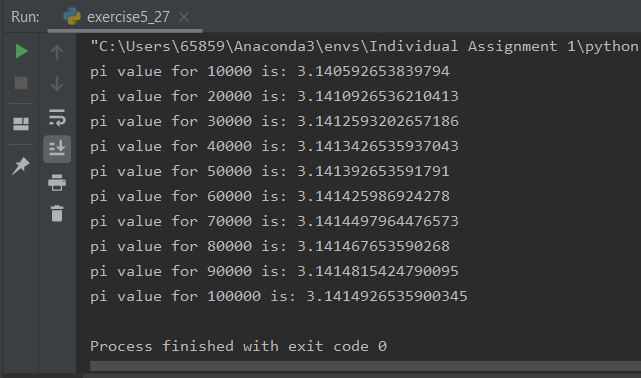 Run: exercise5_27
"C:\Users\65859\Anaconda3\envs\Individual Assignment 1\python
pi value for 10000 is: 3.140592653839794
pi value for 20000 is: 3.1410926536210413
pi value for 30000 is: 3.1412593202657186
pi value for 40000 is: 3.1413426535937043
pi value for 50000 is: 3.141392653591791
pi value for 60000 is: 3.141425986924278
pi value for 70000 is: 3.1414497964476573
pi value for 80000 is: 3.141467653590268
pi value for 90000 is: 3.1414815424790095
pi value for 100000 is: 3.1414926535900345
Process finished with exit code 0